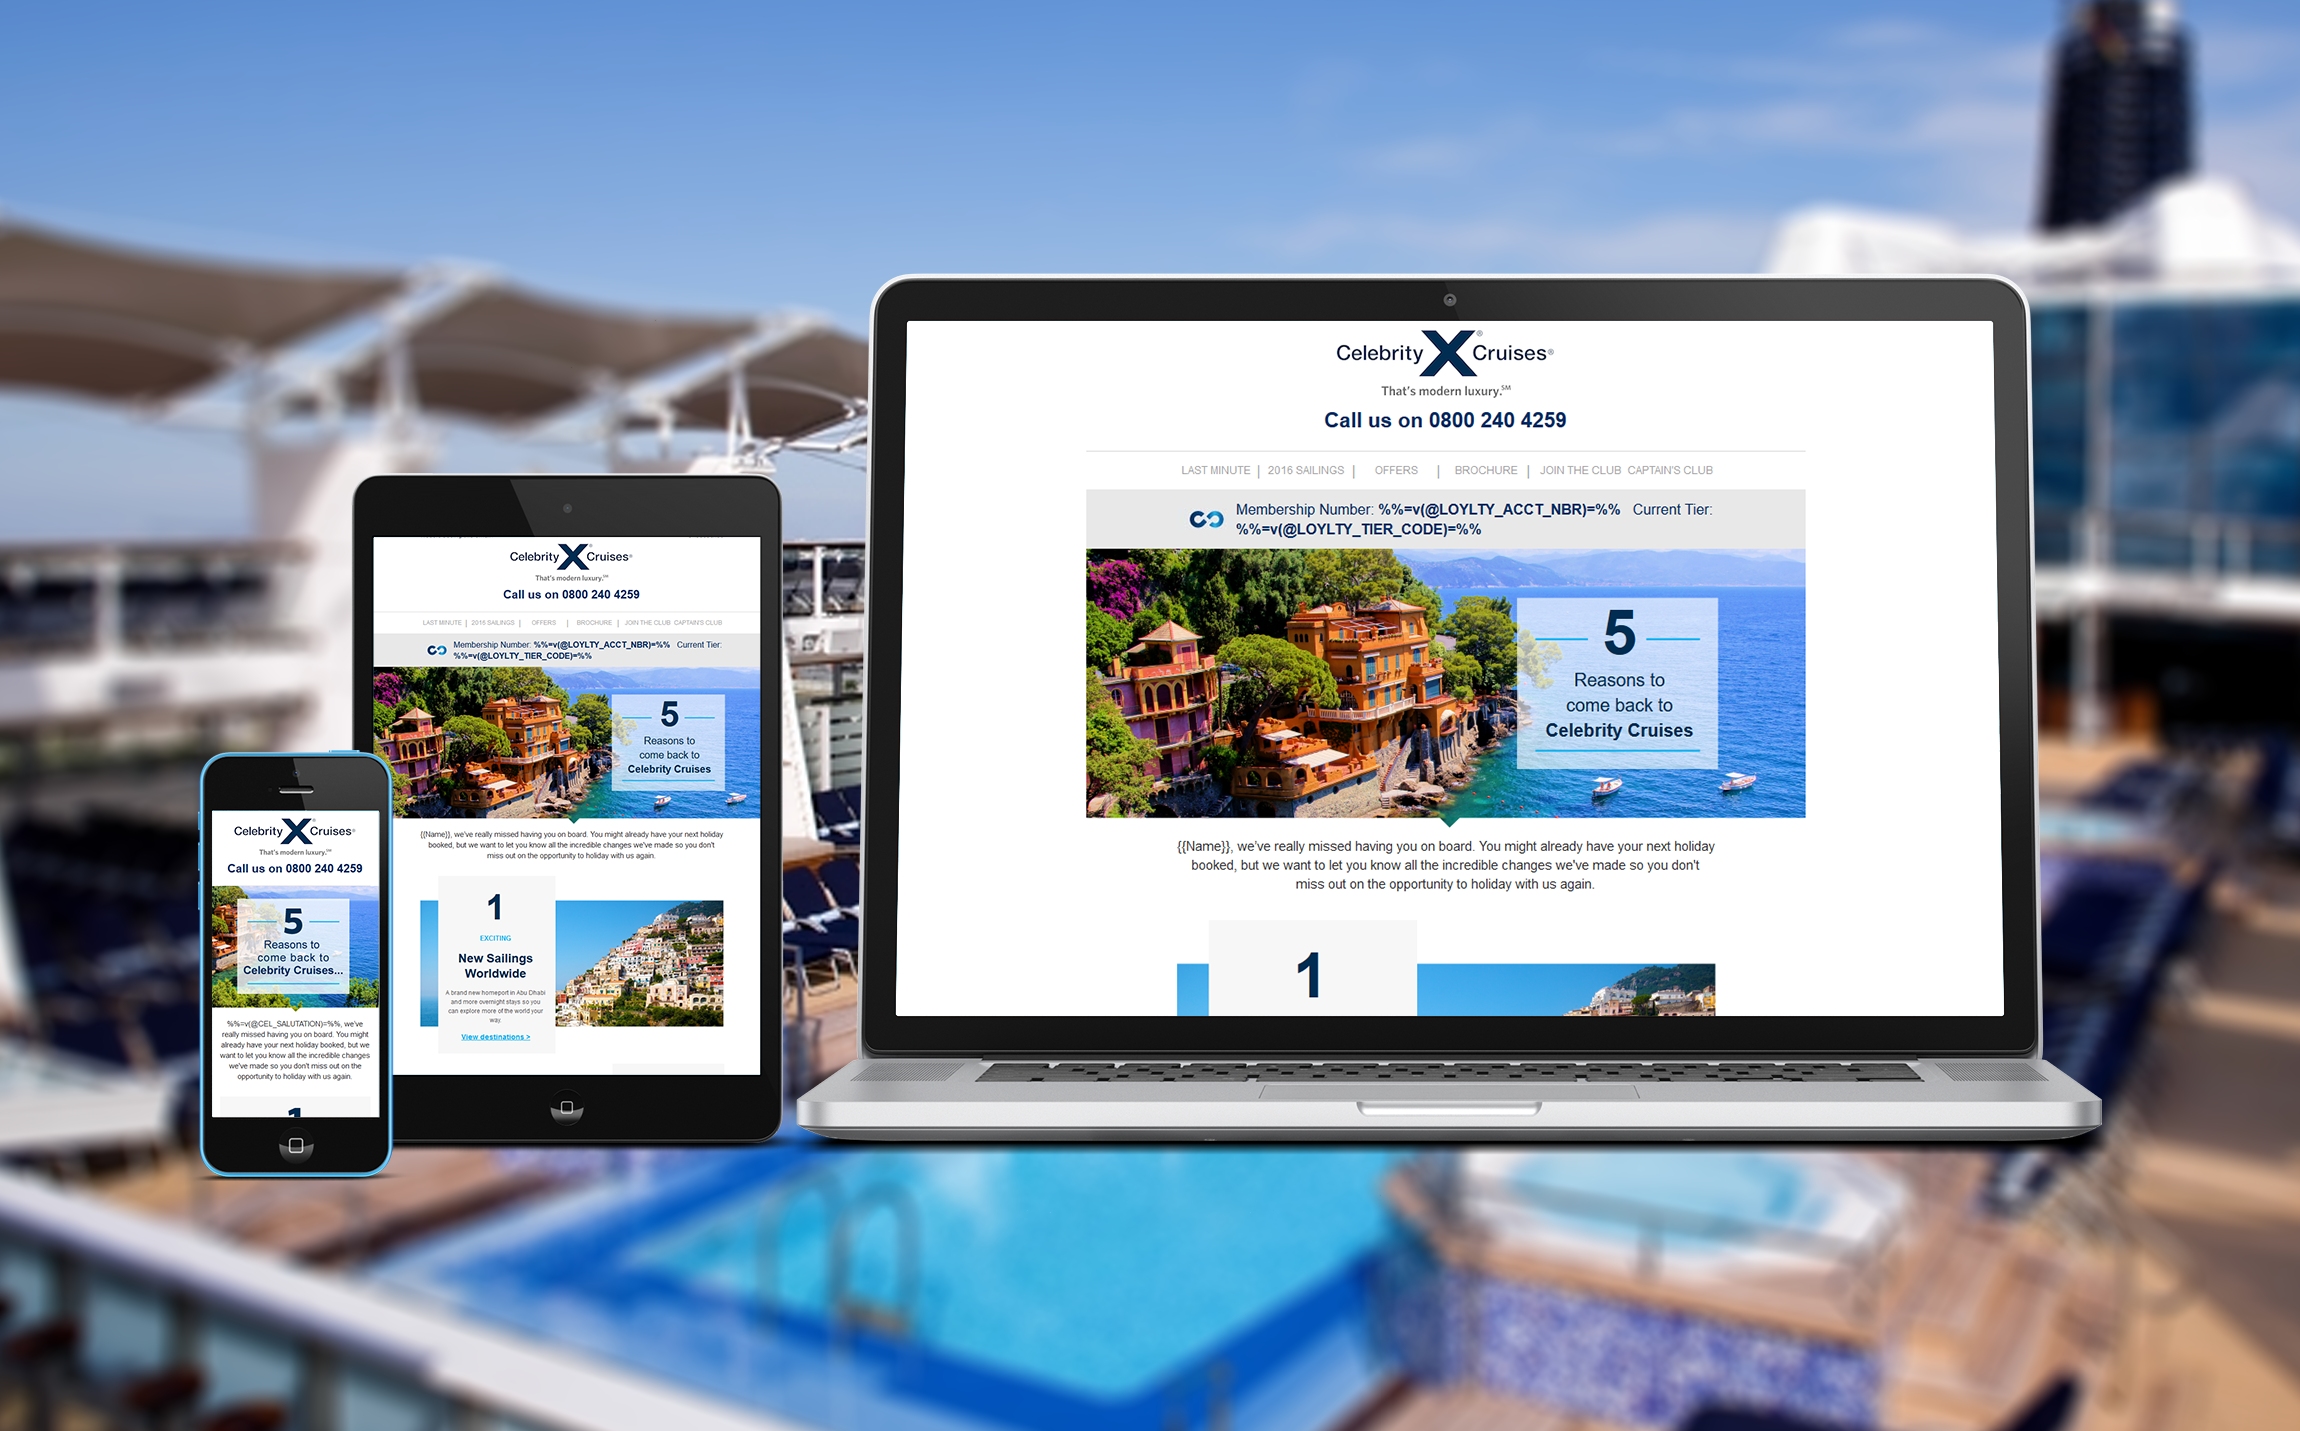 Celebrity X® Cruises®
That's modern luxury.℠
Call us on 0800 240 4259
%%=v(@CEL_SALUTATION)=%%, we've
5
Reasons to
come back to
Celebrity Cruises...
really missed having you on board. You might
already have your next holiday booked, but we
want to let you know all the incredible changes
we've made so you don't miss out on the
opportunity to holiday with us again.
1
Celebrity X® Cruises®
That's modern luxury.℠
Call us on 0800 240 4259
LAST MINUTE | 2016 SAILINGS | OFFERS | BROCHURE | JOIN THE CLUB CAPTAIN'S CLUB
Membership Number: %%=v(@LOYLTY_ACCT_NBR)=%% Current Tier:
%%=v(@LOYLTY_TIER_CODE)=%%
5
Reasons to
come back to
Celebrity Cruises
{{Name}}, we've really missed having you on board. You might already have your next holiday
booked, but we want to let you know all the incredible changes we've made so you don't
miss out on the opportunity to holiday with us again.
1
EXCITING
New Sailings
Worldwide
A brand new homeport in Abu Dhabi
and more overnight stays so you
can explore more of the world your
way.
View destinations >
Celebrity X® Cruises®
That's modern luxury.℠
Call us on 0800 240 4259
LAST MINUTE | 2016 SAILINGS | OFFERS | BROCHURE | JOIN THE CLUB CAPTAIN'S CLUB
Membership Number: %%=v(@LOYLTY_ACCT_NBR)=%% Current Tier:
%%=v(@LOYLTY_TIER_CODE)=%%
5
Reasons to
come back to
Celebrity Cruises
{{Name}}, we've really missed having you on board. You might already have your next holiday
booked, but we want to let you know all the incredible changes we've made so you don't
miss out on the opportunity to holiday with us again.
1